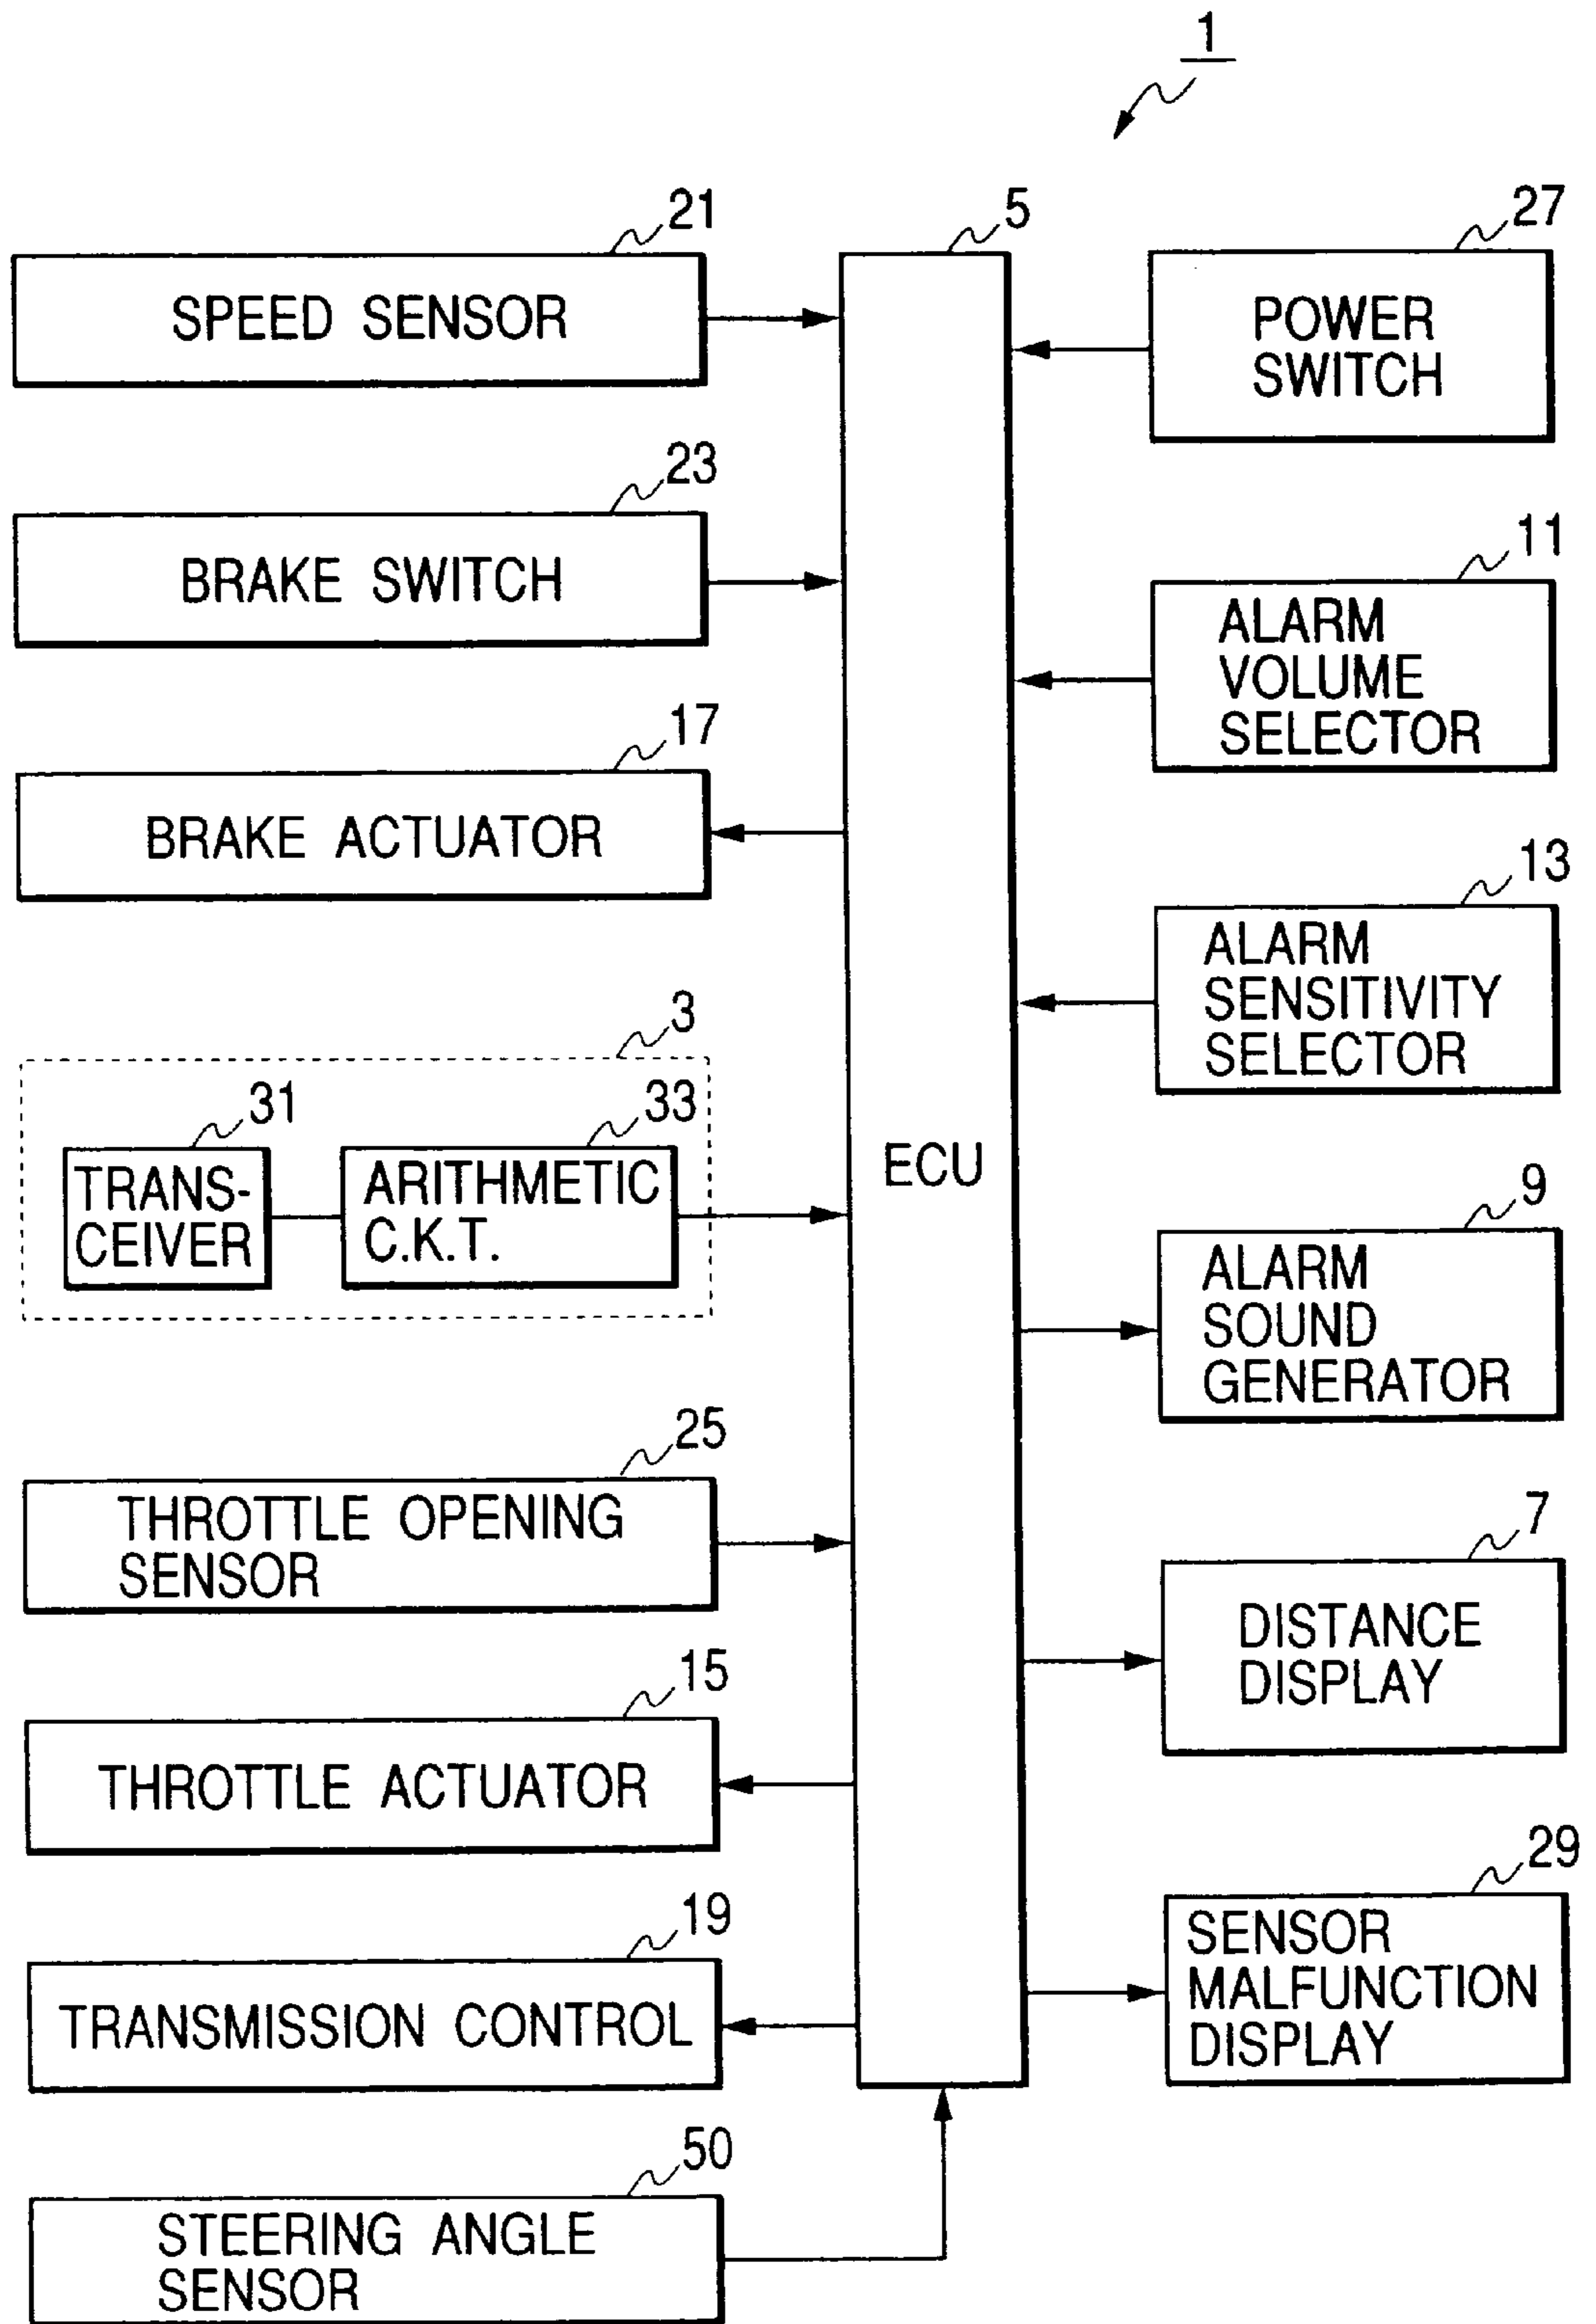 1
21
SPEED SENSOR
23
BRAKE SWITCH
17
BRAKE ACTUATOR
3
31
TRANS-
CEIVER
33
ARITHMETIC
C.K.T.
25
THROTTLE OPENING
SENSOR
15
THROTTLE ACTUATOR
19
TRANSMISSION CONTROL
50
STEERING ANGLE
SENSOR
5
ECU
27
POWER
SWITCH
11
ALARM
VOLUME
SELECTOR
13
ALARM
SENSITIVITY
SELECTOR
9
ALARM
SOUND
GENERATOR
7
DISTANCE
DISPLAY
29
SENSOR
MALFUNCTION
DISPLAY